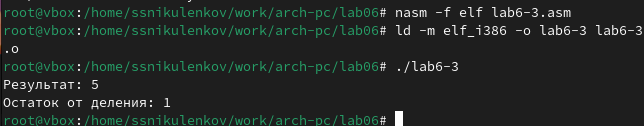 root@vbox:/home/ssnikulenkov/work/arch-pc/lab06# nasm -f elf lab6-3.asm
root@vbox:/home/ssnikulenkov/work/arch-pc/lab06# ld -m elf_i386 -o lab6-3 lab6-3
.o
root@vbox:/home/ssnikulenkov/work/arch-pc/lab06# ./lab6-3
Результат: 5
Остаток от деления: 1
root@vbox:/home/ssnikulenkov/work/arch-pc/lab06#